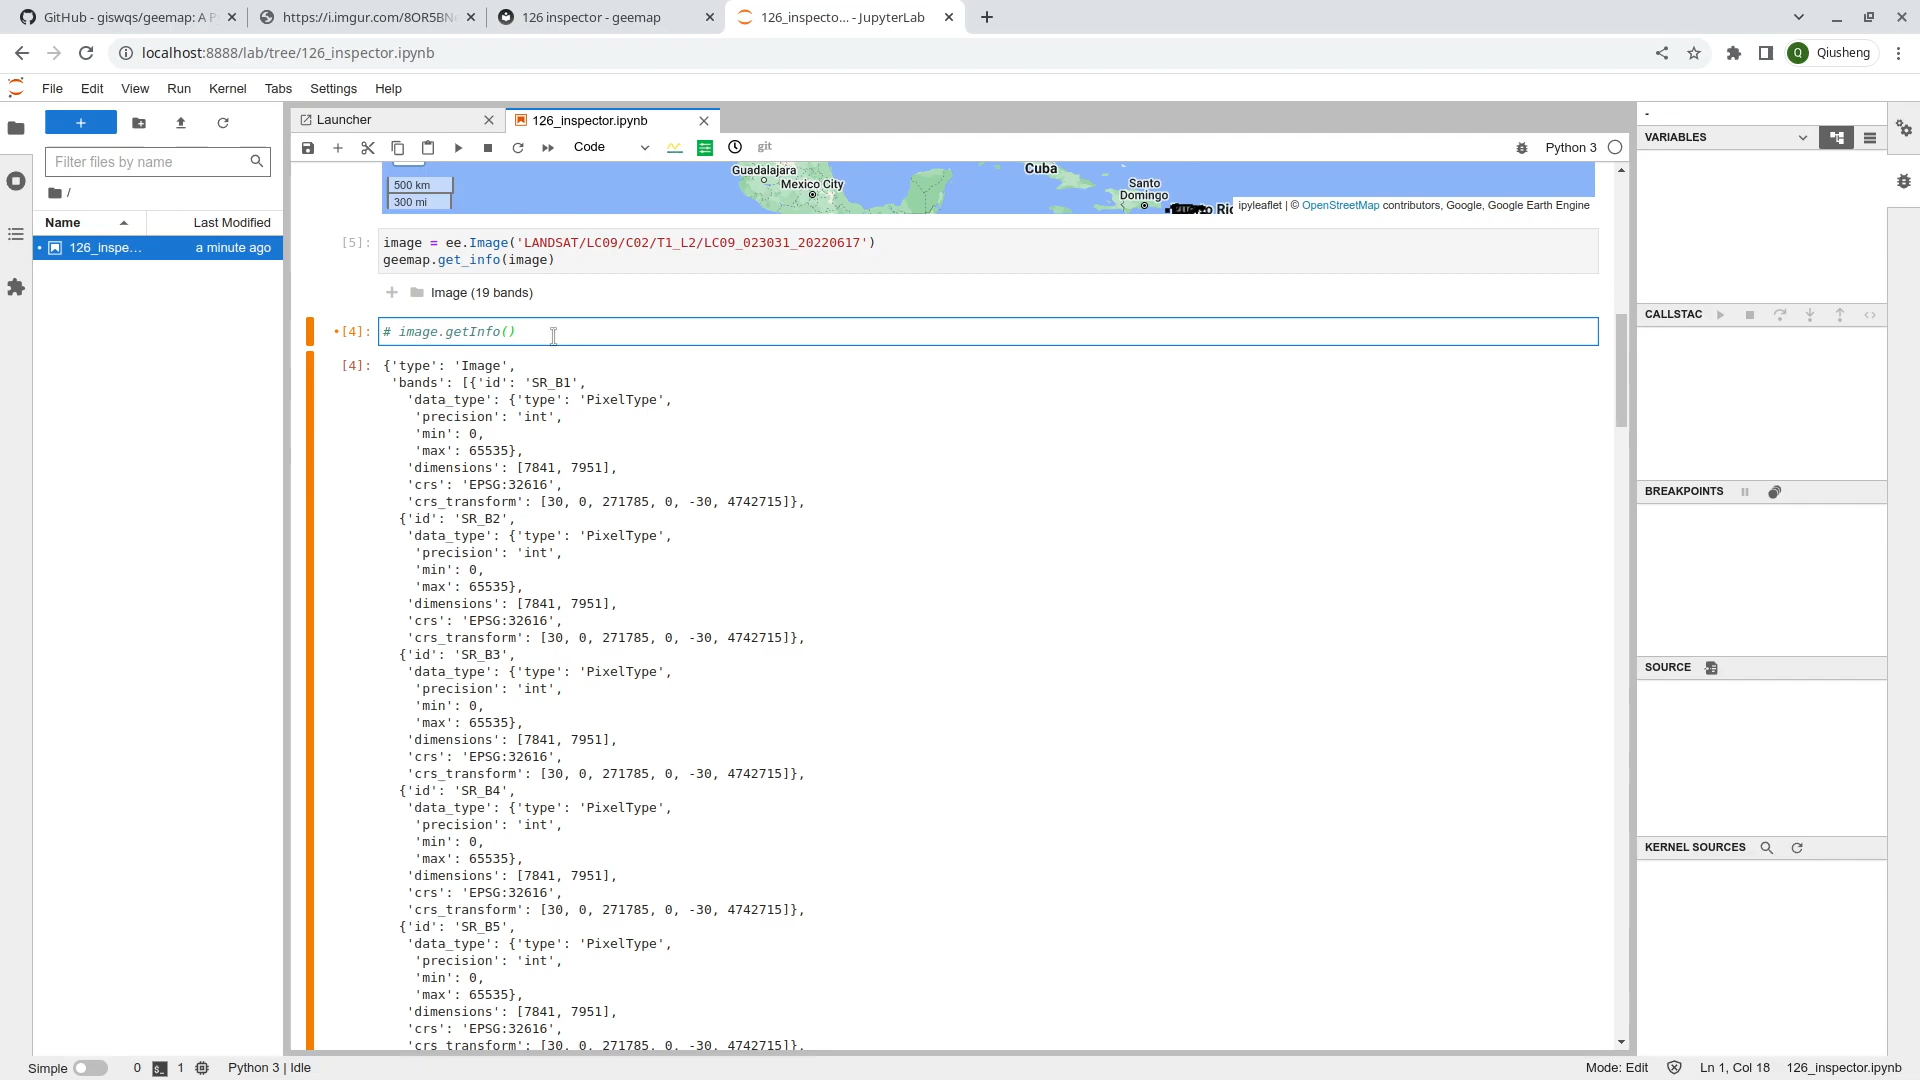 GitHub - giswqs/geemap: A P
https://i.imgur.com/8OR5BN
126 inspector - geemap
126_inspecto... - JupyterLab
localhost:8888/lab/tree/126_inspector.ipynb
Q Qiusheng
File Edit View Run Kernel Tabs Settings Help
Launcher
126_inspector.ipynb
Code
git
Python 3
Filter files by name
/
Name
Last Modified
126_inspe...
a minute ago
500 km
300 mi
Guadalajara
Mexico City
Cuba
Santo
Domingo
ipyleaflet | © OpenStreetMap contributors, Google, Google Earth Engine
[5]: image = ee.Image('LANDSAT/LC09/C02/T1_L2/LC09_023031_20220617')
geemap.get_info(image)
Image (19 bands)
[4]: # image.getInfo()
[4]: {'type': 'Image',
'bands': [{'id': 'SR_B1',
'data_type': {'type': 'PixelType',
'precision': 'int',
'min': 0,
'max': 65535},
'dimensions': [7841, 7951],
'crs': 'EPSG:32616',
'crs_transform': [30, 0, 271785, 0, -30, 4742715]},
{'id': 'SR_B2',
'data_type': {'type': 'PixelType',
'precision': 'int',
'min': 0,
'max': 65535},
'dimensions': [7841, 7951],
'crs': 'EPSG:32616',
'crs_transform': [30, 0, 271785, 0, -30, 4742715]},
{'id': 'SR_B3',
'data_type': {'type': 'PixelType',
'precision': 'int',
'min': 0,
'max': 65535},
'dimensions': [7841, 7951],
'crs': 'EPSG:32616',
'crs_transform': [30, 0, 271785, 0, -30, 4742715]},
{'id': 'SR_B4',
'data_type': {'type': 'PixelType',
'precision': 'int',
'min': 0,
'max': 65535},
'dimensions': [7841, 7951],
'crs': 'EPSG:32616',
'crs_transform': [30, 0, 271785, 0, -30, 4742715]},
{'id': 'SR_B5',
'data_type': {'type': 'PixelType',
'precision': 'int',
'min': 0,
'max': 65535},
'dimensions': [7841, 7951],
'crs': 'EPSG:32616',
'crs_transform': [30, 0, 271785, 0, -30, 4742715]},
-
VARIABLES
CALLSTAC
BREAKPOINTS
SOURCE
KERNEL SOURCES
Simple
0
1
Python 3 | Idle
Mode: Edit
Ln 1, Col 18
126_inspector.ipynb